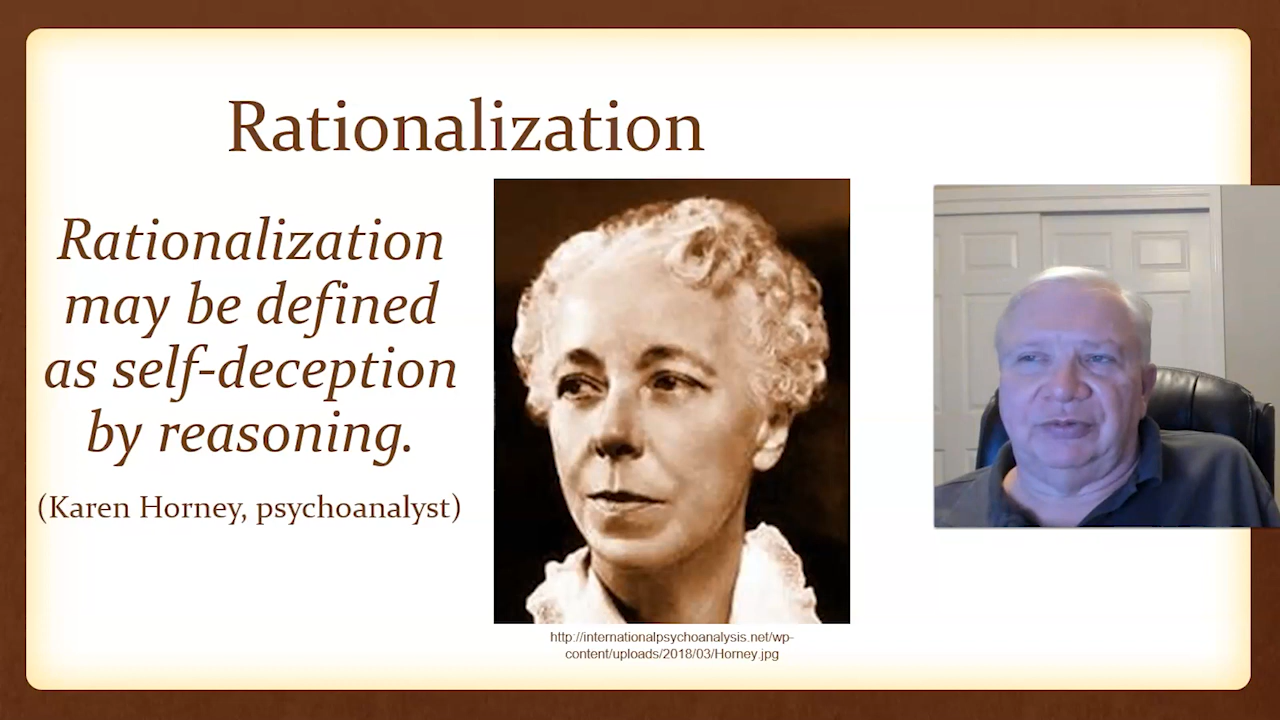 Rationalization
Rationalization
may be defined
as self-deception
by reasoning.
(Karen Horney, psychoanalyst)
http://internationalpsychoanalysis.net/wp-
content/uploads/2018/03/Horney.jpg